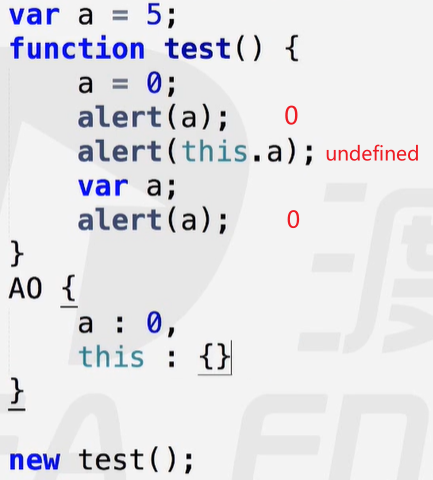 var a = 5;
function test() {
    a = 0;
    alert(a);    0
    alert(this.a); undefined
    var a;
    alert(a);    0
}
AO {
    a : 0,
    this : {}
}
new test();